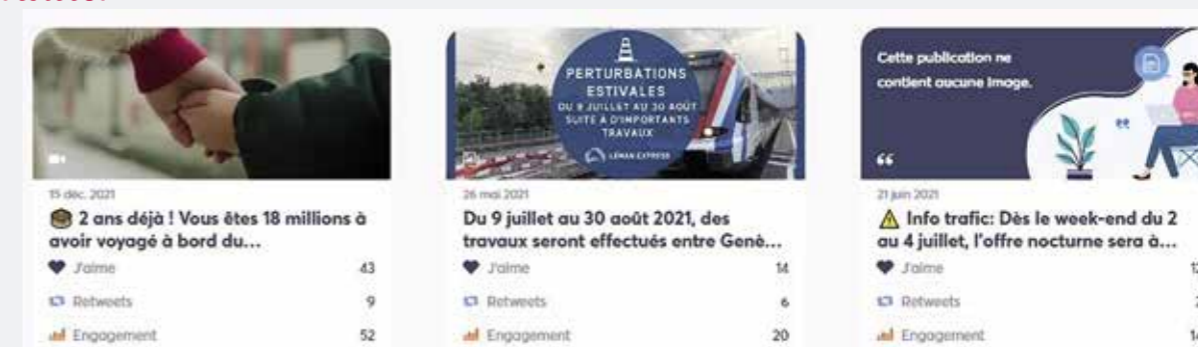 15 déc. 2021
2 ans déjà ! Vous êtes 18 millions à
avoir voyagé à bord du...
J'aime 43
Retweets 9
Engagement 52
PERTURBATIONS
ESTIVALES
DU 9 JUILLET AU 30 AOÛT
SUITE À D'IMPORTANTS
TRAVAUX
LÉMAN EXPRESS
26 mai 2021
Du 9 juillet au 30 août 2021, des
travaux seront effectués entre Genè...
J'aime 14
Retweets 6
Engagement 20
Cette publication ne
contient aucune image.
21 juin 2021
Info trafic: Dès le week-end du 2
au 4 juillet, l'offre nocturne sera à...
J'aime
Retweets
Engagement